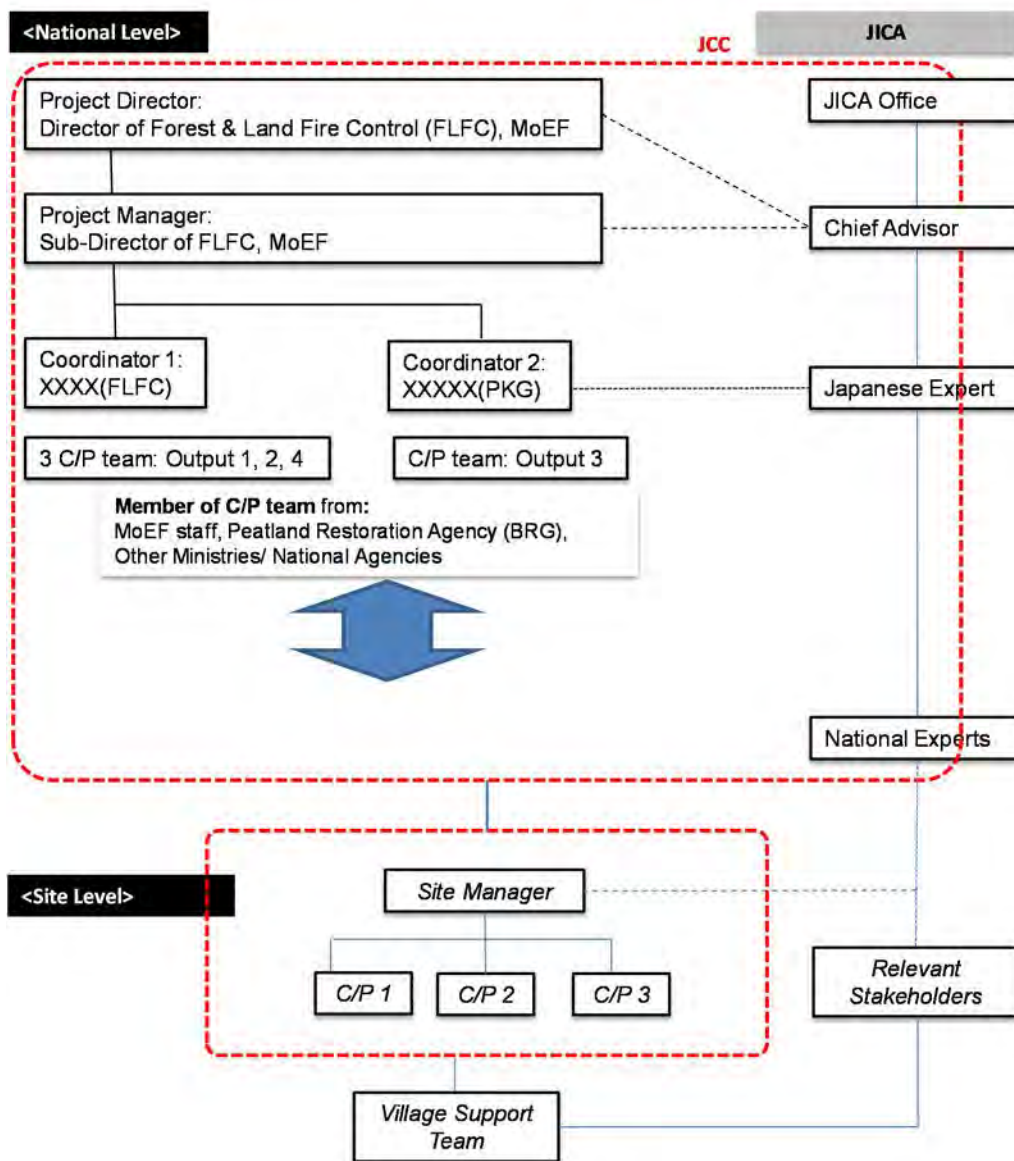 <National Level>
JCC
JICA
Project Director:
Director of Forest & Land Fire Control (FLFC), MoEF
JICA Office
Project Manager:
Sub-Director of FLFC, MoEF
Chief Advisor
Coordinator 1:
XXXX(FLFC)
Coordinator 2:
XXXXX(PKG)
Japanese Expert
3 C/P team: Output 1, 2, 4
C/P team: Output 3
Member of C/P team from:
MoEF staff, Peatland Restoration Agency (BRG),
Other Ministries/ National Agencies
National Experts
<Site Level>
Site Manager
C/P 1
C/P 2
C/P 3
Relevant
Stakeholders
Village Support
Team